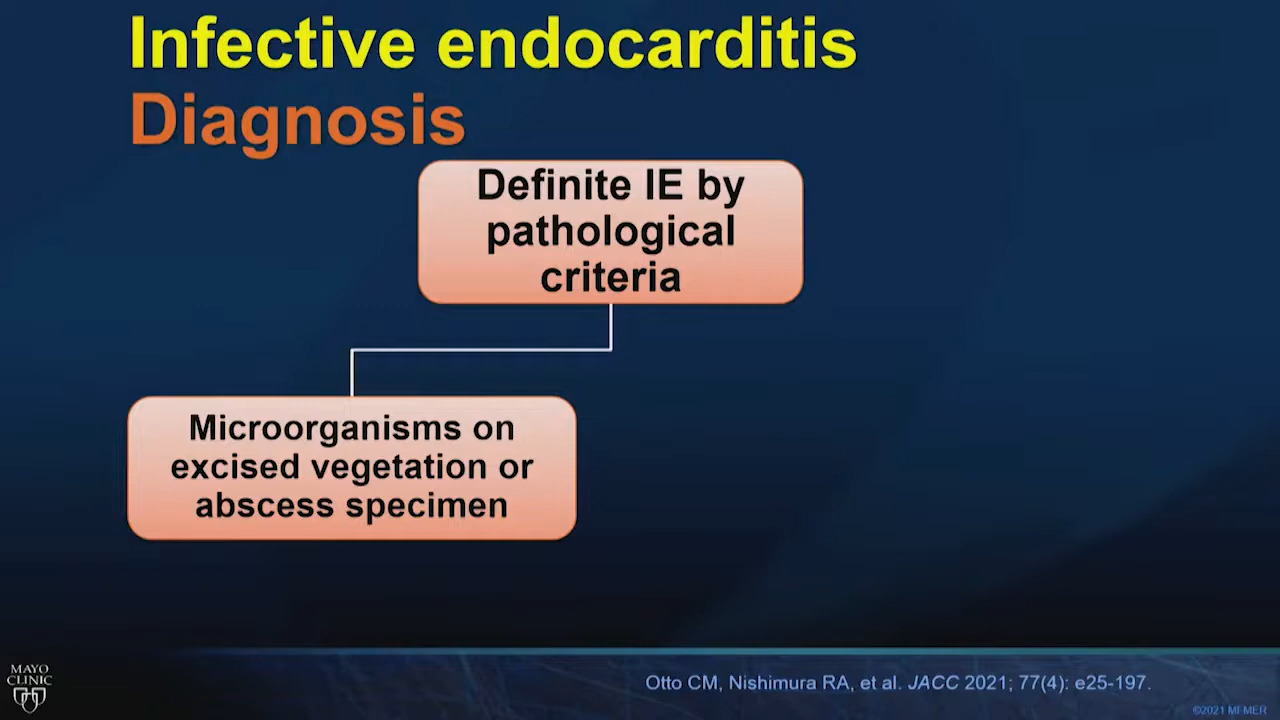 Infective endocarditis
Diagnosis
Definite IE by
pathological
criteria
Microorganisms on
excised vegetation or
abscess specimen
MAYO
CLINIC
Otto CM, Nishimura RA, et al. JACC 2021; 77(4): e25-197.
©2021 MFMER